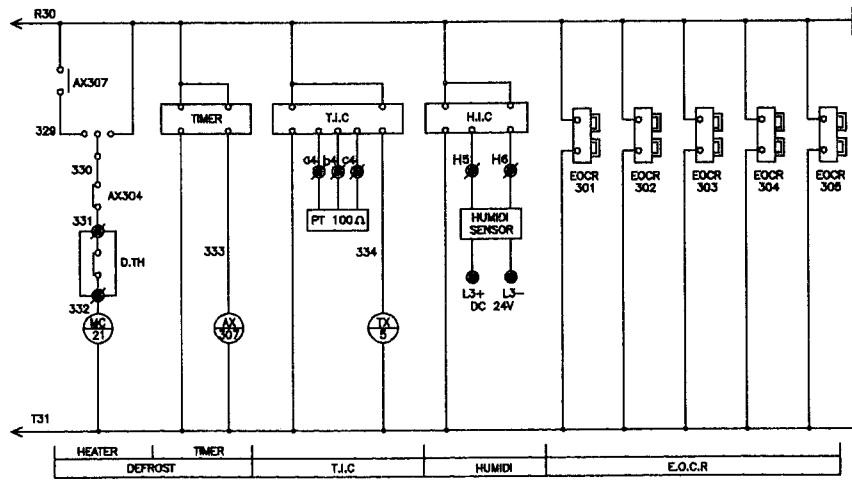 R30
AX307
329
330
AX304
331
D.TH
332
MC
21
TIMER
333
AX
307
T.I.C
a4 b4 c4
PT 100Ω
334
TX
5
H.I.C
H5 H6
HUMIDI
SENSOR
L3+ L3-
DC 24V
EOCR
301
EOCR
302
EOCR
303
EOCR
304
EOCR
305
T31
HEATER TIMER
DEFROST T.I.C HUMIDI E.O.C.R